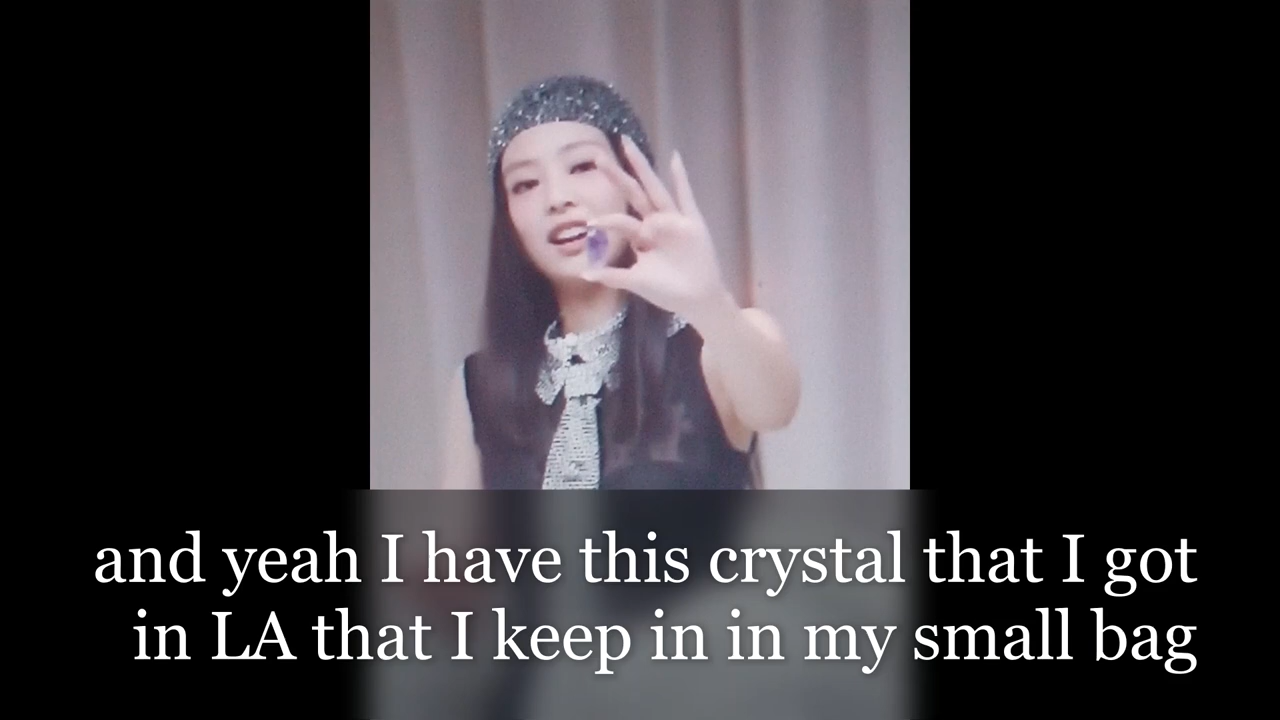 and yeah I have this crystal that I got
in LA that I keep in in my small bag